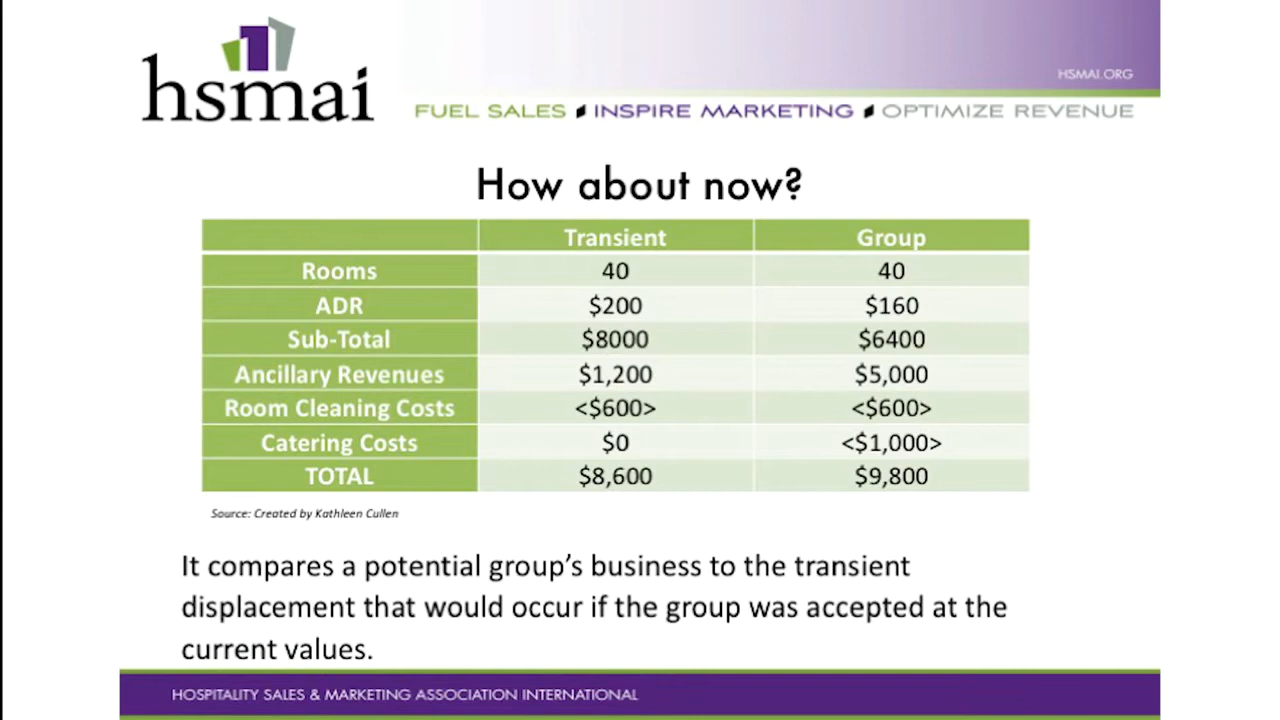 hsmai
HSMAI.ORG
FUEL SALES INSPIRE MARKETING OPTIMIZE REVENUE
How about now?
Transient Group
Rooms 40 40
ADR $200 $160
Sub-Total $8000 $6400
Ancillary Revenues $1,200 $5,000
Room Cleaning Costs <$600> <$600>
Catering Costs $0 <$1,000>
TOTAL $8,600 $9,800
Source: Created by Kathleen Cullen
It compares a potential group's business to the transient
displacement that would occur if the group was accepted at the
current values.
HOSPITALITY SALES & MARKETING ASSOCIATION INTERNATIONAL